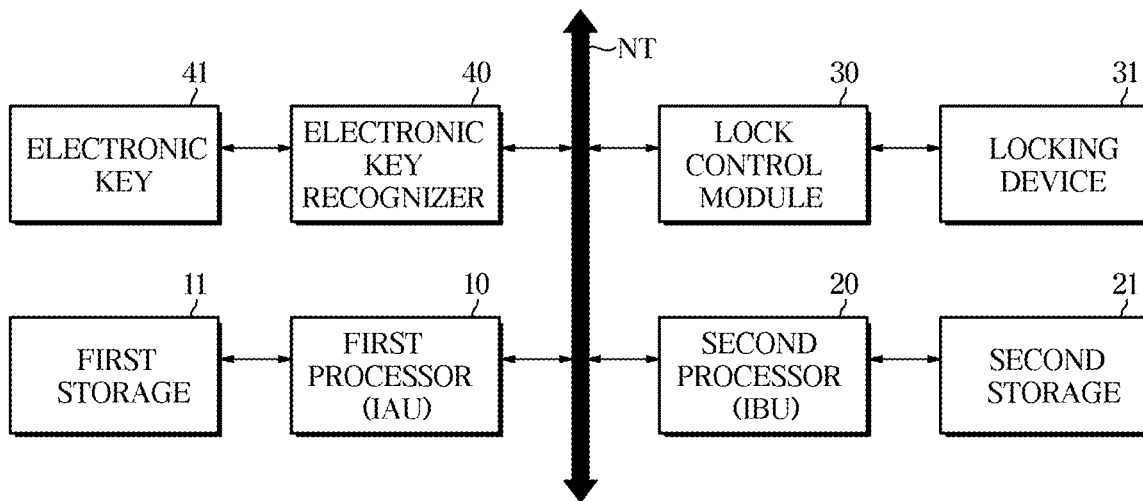 NT
41
40
30
31
ELECTRONIC
KEY
ELECTRONIC
KEY
RECOGNIZER
LOCK
CONTROL
MODULE
LOCKING
DEVICE
11
10
20
21
FIRST
STORAGE
FIRST
PROCESSOR
(IAU)
SECOND
PROCESSOR
(IBU)
SECOND
STORAGE